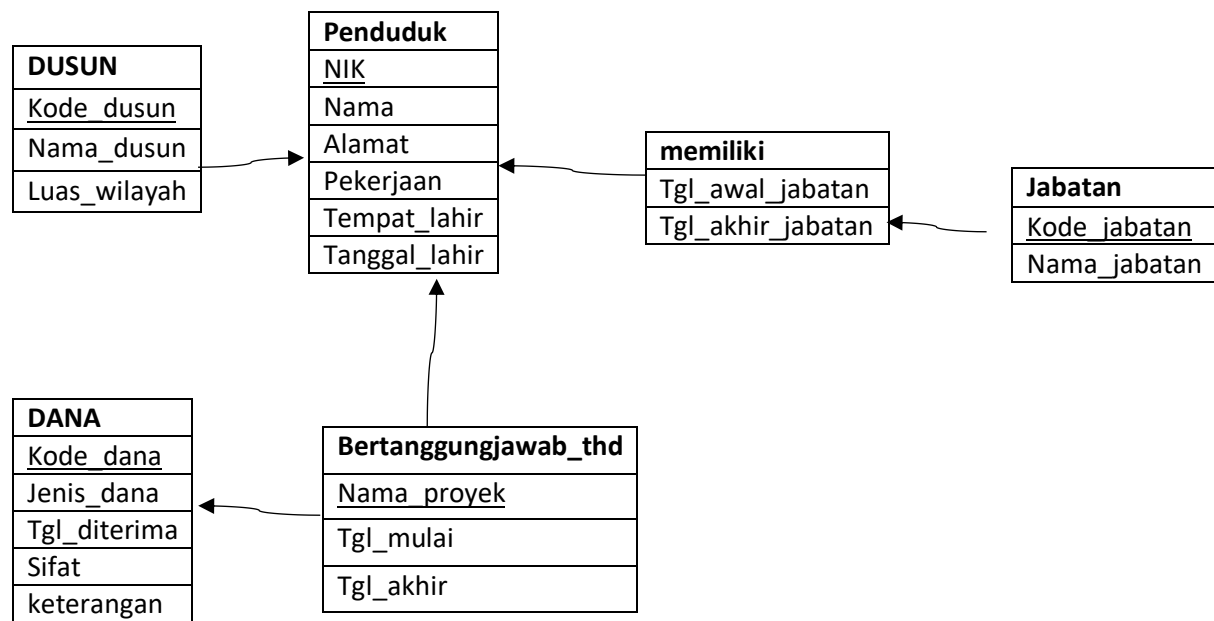 DUSUN
Kode_dusun
Nama_dusun
Luas_wilayah
Penduduk
NIK
Nama
Alamat
Pekerjaan
Tempat_lahir
Tanggal_lahir
memiliki
Tgl_awal_jabatan
Tgl_akhir_jabatan
Jabatan
Kode_jabatan
Nama_jabatan
DANA
Kode_dana
Jenis_dana
Tgl_diterima
Sifat
keterangan
Bertanggungjawab_thd
Nama_proyek
Tgl_mulai
Tgl_akhir